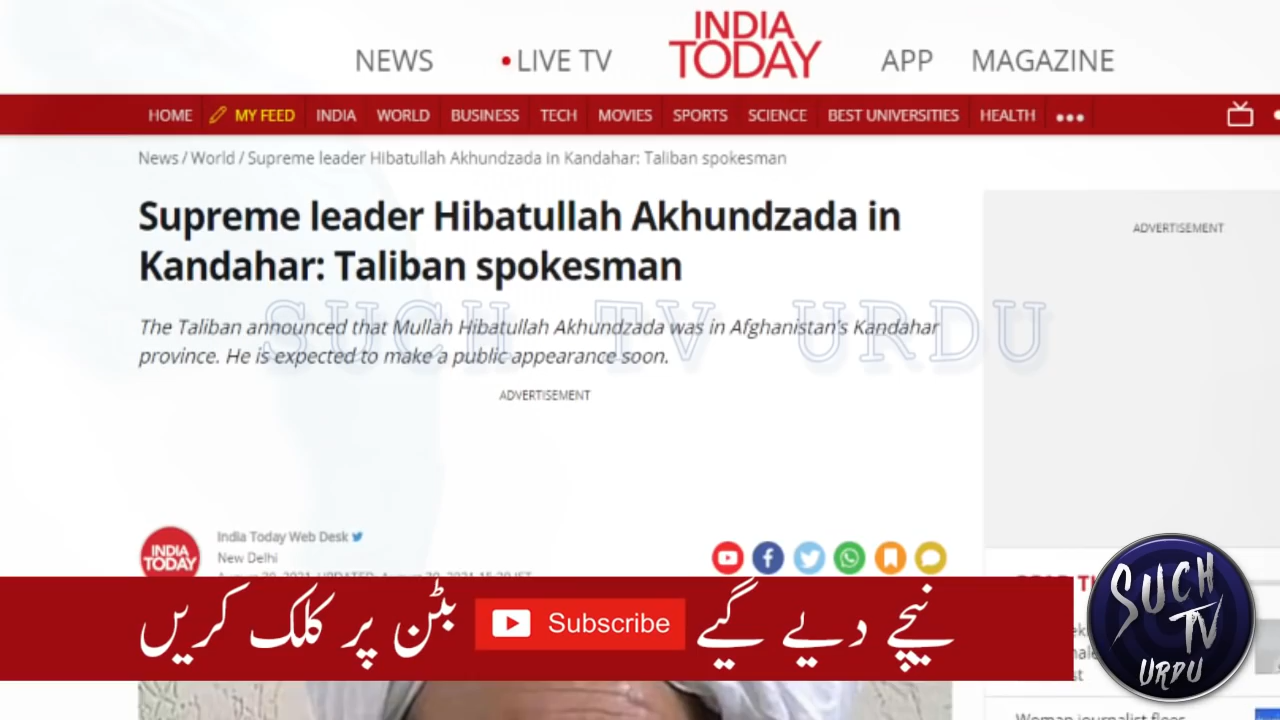 INDIA
TODAY
NEWS LIVE TV APP MAGAZINE
HOME MY FEED INDIA WORLD BUSINESS TECH MOVIES SPORTS SCIENCE BEST UNIVERSITIES HEALTH
News / World / Supreme leader Hibatullah Akhundzada in Kandahar: Taliban spokesman
Supreme leader Hibatullah Akhundzada in
Kandahar: Taliban spokesman
ADVERTISEMENT
SUCH TV URDU
The Taliban announced that Mullah Hibatullah Akhundzada was in Afghanistan's Kandahar
province. He is expected to make a public appearance soon.
ADVERTISEMENT
INDIA
TODAY
India Today Web Desk
New Delhi
نیچے دیے گیے Subscribe بٹن پر کلک کریں
SUCH
TV
URDU